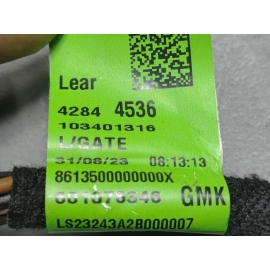 Lear
4284 4536
103401316
L/GATE
31/08/23 08:13:13
8613500000000X
GMK
LS23243A2B000007